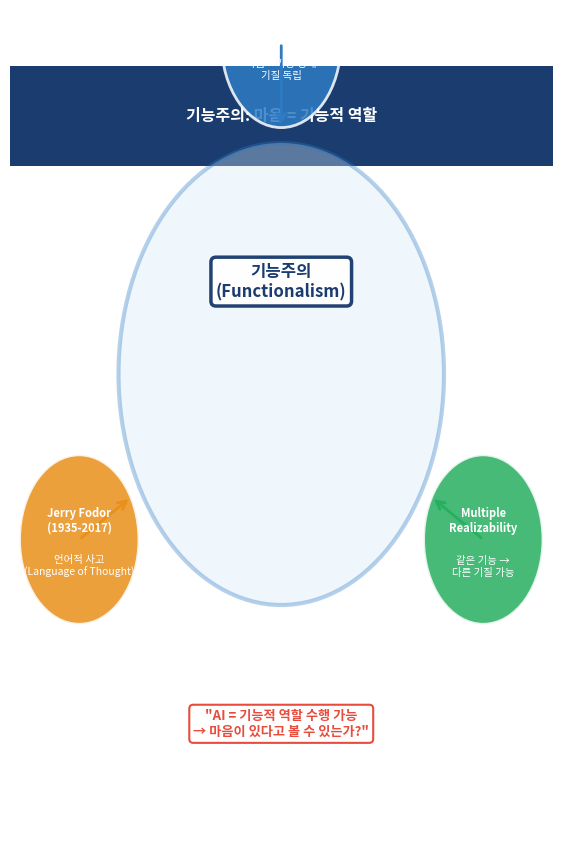 기질 독립
기능주의: 마음 = 기능적 역할
기능주의
(Functionalism)
Jerry Fodor
(1935-2017)
언어적 사고
(Language of Thought)
Multiple
Realizability
같은 기능 →
다른 기질 가능
"AI = 기능적 역할 수행 가능
→ 마음이 있다고 볼 수 있는가?"